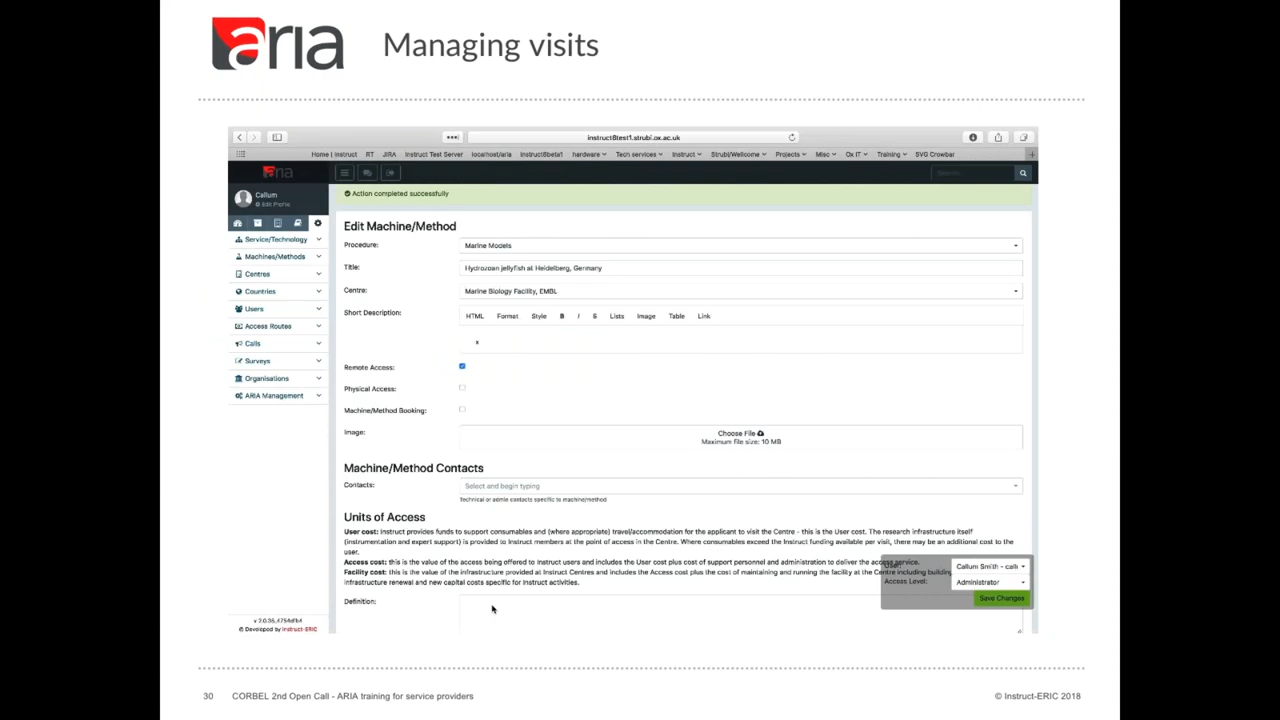 aria Managing visits
instruct8test1.strubi.ox.ac.uk
Home | Instruct RT JIRA Instruct Test Server localhost/aria Instruct8beta1 hardware Tech services Instruct Strubi/Wellcome Projects Misc Ox IT Training SVG Crowbar
aria
Search...
Callum
Edit Profile
Action completed successfully
Service/Technology
Machines/Methods
Centres
Countries
Users
Access Routes
Calls
Surveys
Organisations
ARIA Management
Edit Machine/Method
Procedure: Marine Models
Title: Hydrozoan jellyfish at Heidelberg, Germany
Centre: Marine Biology Facility, EMBL
Short Description: HTML Format Style B I S Lists Image Table Link
s
Remote Access:
Physical Access:
Machine/Method Booking:
Image: Choose File
Maximum file size: 10 MB
Machine/Method Contacts
Contacts: Select and begin typing
Technical or admin contacts specific to machine/method
Units of Access
User cost: Instruct provides funds to support consumables and (where appropriate) travel/accommodation for the applicant to visit the Centre - this is the User cost. The research infrastructure itself
(instrumentation and expert support) is provided to Instruct members at the point of access in the Centre. Where consumables exceed the Instruct funding available per visit, there may be an additional cost to the
user.
Access cost: this is the value of the access being offered to Instruct users and includes the User cost plus cost of support personnel and administration to deliver the access service.
Facility cost: this is the value of the infrastructure provided at Instruct Centres and includes the Access cost plus the cost of maintaining and running the facility at the Centre including building
infrastructure renewal and new capital costs specific for Instruct activities.
Definition:
User: Callum Smith - call
Access Level: Administrator
Save Changes
© Developed by Instruct-ERIC
30 CORBEL 2nd Open Call - ARIA training for service providers © Instruct-ERIC 2018